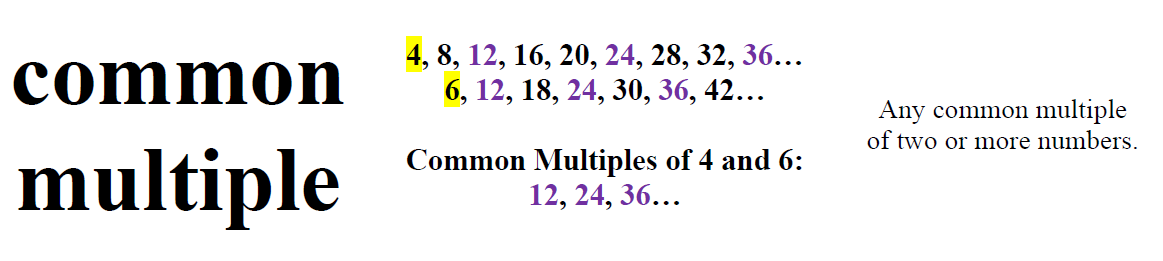 common
multiple
4, 8, 12, 16, 20, 24, 28, 32, 36…
6, 12, 18, 24, 30, 36, 42…
Common Multiples of 4 and 6:
12, 24, 36…
Any common multiple
of two or more numbers.